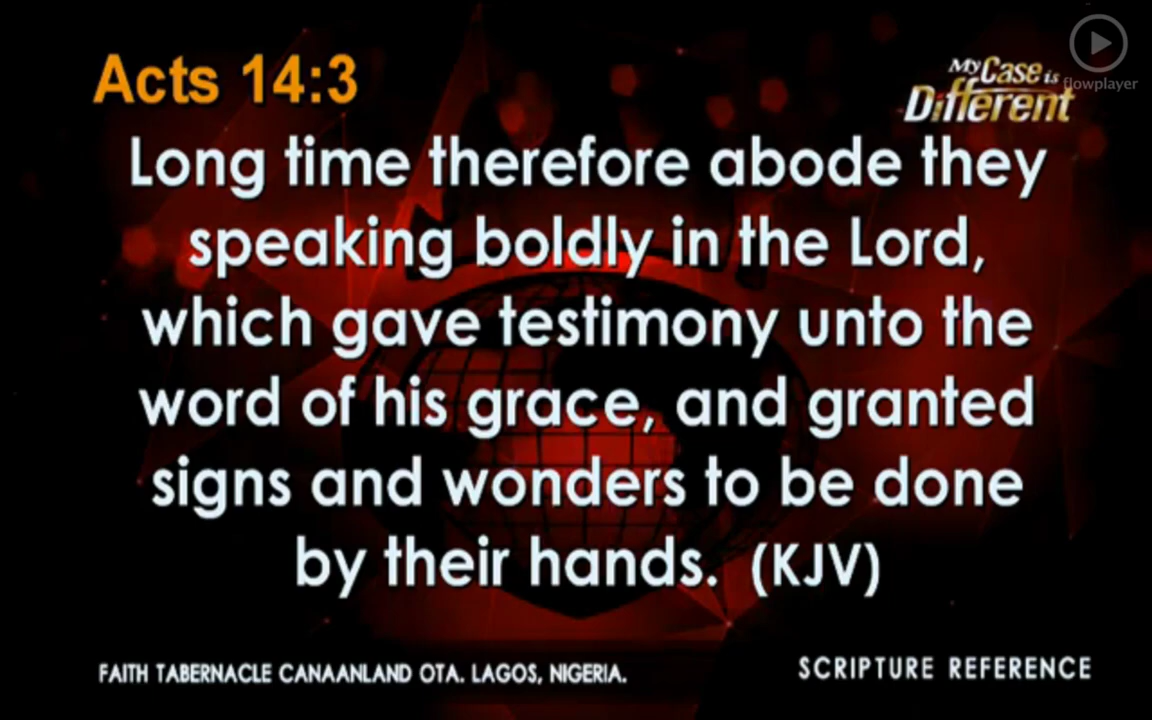 Acts 14:3
My Case is
Different
flowplayer
Long time therefore abode they
speaking boldly in the Lord,
which gave testimony unto the
word of his grace, and granted
signs and wonders to be done
by their hands. (KJV)
FAITH TABERNACLE CANAANLAND OTA. LAGOS, NIGERIA.
SCRIPTURE REFERENCE